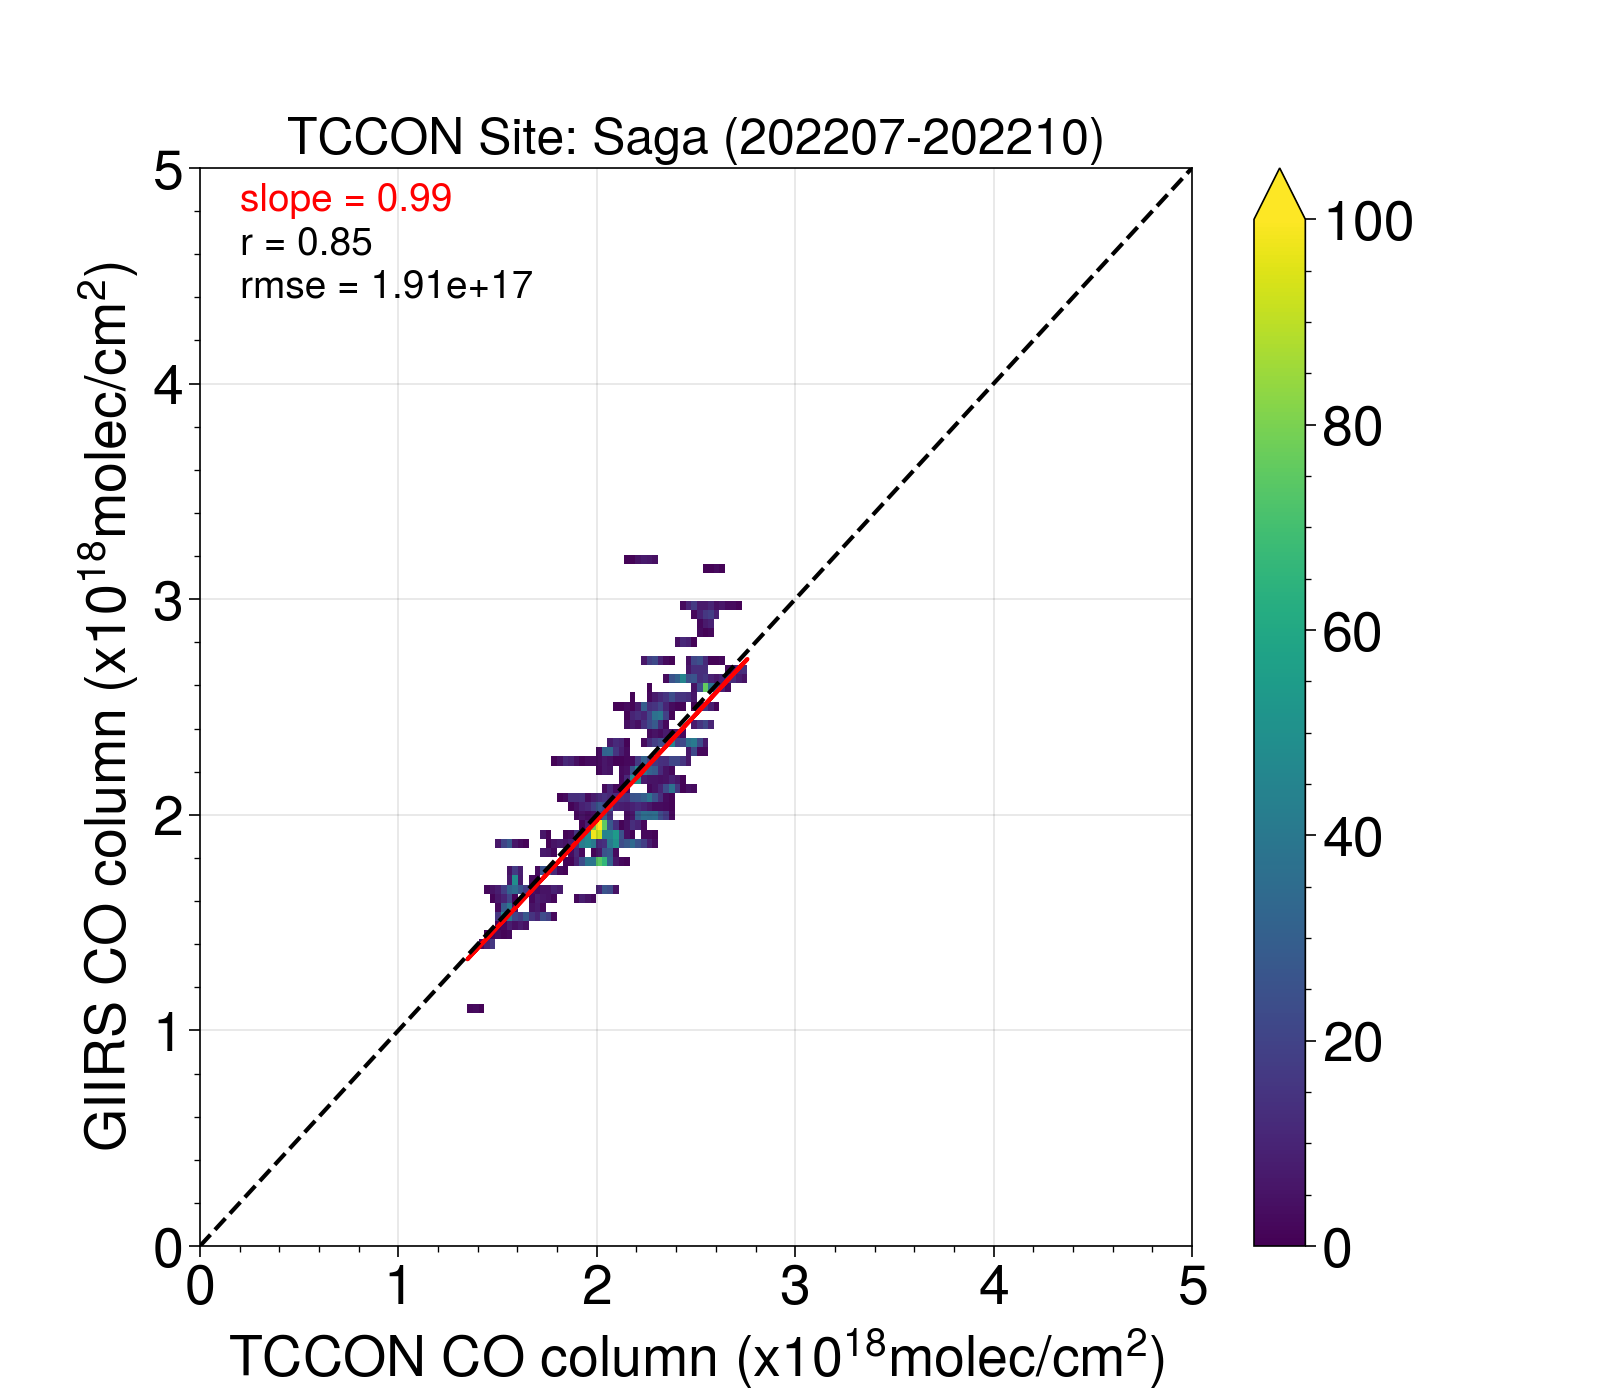 TCCON Site: Saga (202207-202210)
slope = 0.99
r = 0.85
rmse = 1.91e+17
5
4
3
2
1
0
0 1 2 3 4 5
GIIRS CO column (x10¹⁸molec/cm²)
TCCON CO column (x10¹⁸molec/cm²)
100
80
60
40
20
0